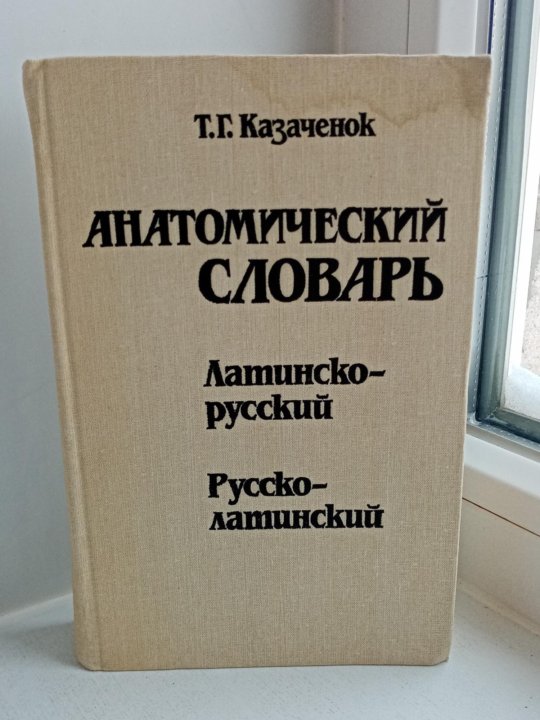 Т.Г. Казаченок
АНАТОМИЧЕСКИЙ
СЛОВАРЬ
Латинско-
русский
Русско-
латинский